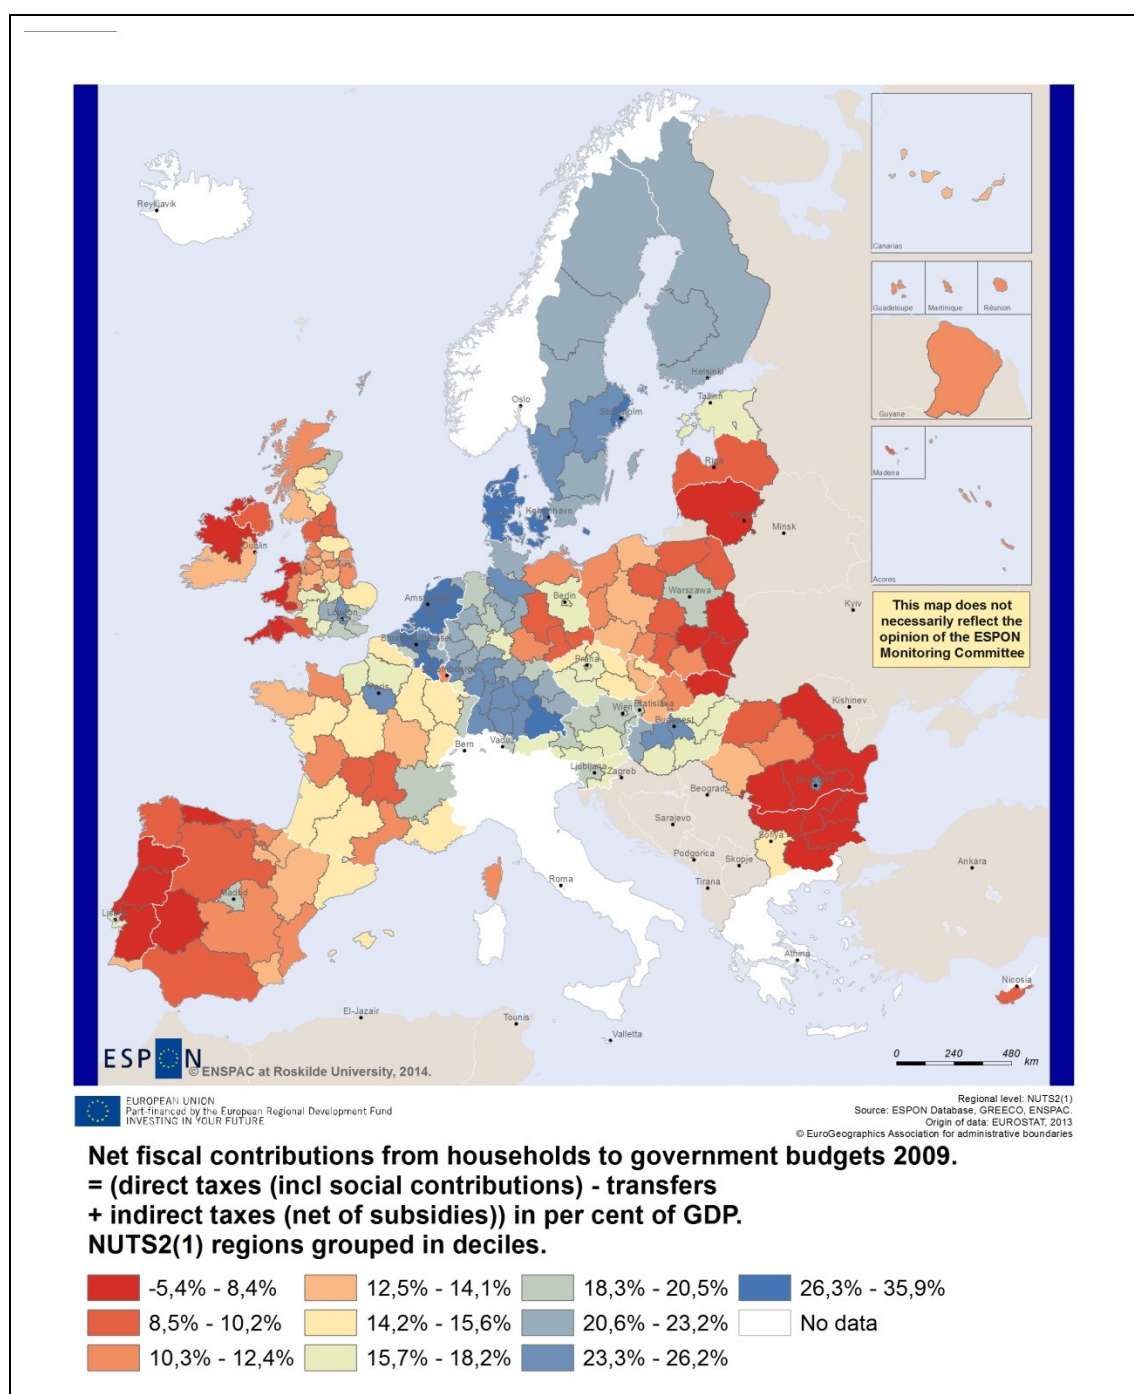 Reykjavik
Canarias
Guadeloupe
Martinique
Réunion
Guyane
Madeira
Acores
Oslo
Helsinki
Tallinn
Stockholm
Riga
Vilnius
Minsk
København
Dublin
Amsterdam
Berlin
Warszawa
London
Kyiv
This map does not
necessarily reflect the
opinion of the ESPON
Monitoring Committee
Praha
Paris
Wien
Bratislava
Kishinev
Budapest
Bern
Vaduz
Ljubljana
Zagreb
Beograd
Sarajevo
Sofiya
Podgorica
Skopje
Ankara
Madrid
Roma
Tirana
Athina
Nicosia
El-Jazair
Tounis
Valletta
0 240 480 km
ESPON
© ENSPAC at Roskilde University, 2014.
EUROPEAN UNION
Part-financed by the European Regional Development Fund
INVESTING IN YOUR FUTURE
Regional level: NUTS2(1)
Source: ESPON Database, GREECO, ENSPAC.
Origin of data: EUROSTAT, 2013
© EuroGeographics Association for administrative boundaries
Net fiscal contributions from households to government budgets 2009.
= (direct taxes (incl social contributions) - transfers
+ indirect taxes (net of subsidies)) in per cent of GDP.
NUTS2(1) regions grouped in deciles.
-5,4% - 8,4%
8,5% - 10,2%
10,3% - 12,4%
12,5% - 14,1%
14,2% - 15,6%
15,7% - 18,2%
18,3% - 20,5%
20,6% - 23,2%
23,3% - 26,2%
26,3% - 35,9%
No data